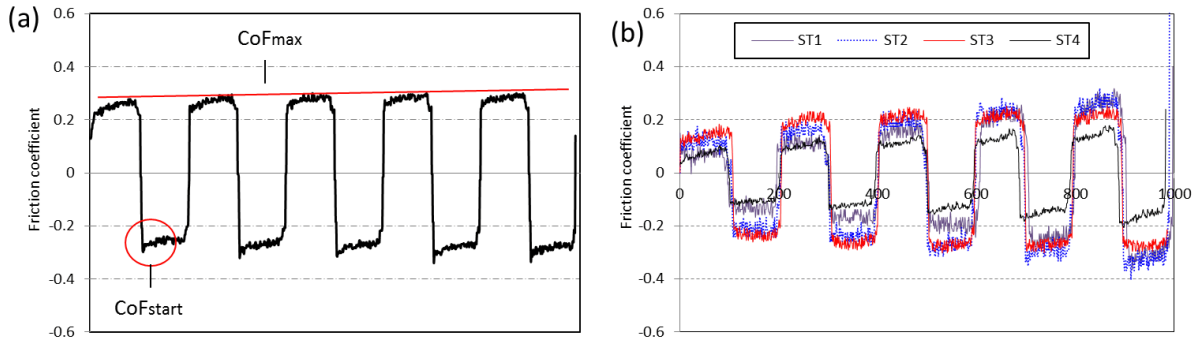 (a)
CoFmax
CoFstart
Friction coefficient
0.6
0.4
0.2
0
-0.2
-0.4
-0.6
(b)
ST1 ST2 ST3 ST4
Friction coefficient
0.6
0.4
0.2
0
-0.2
-0.4
-0.6
0 200 400 600 800 1000